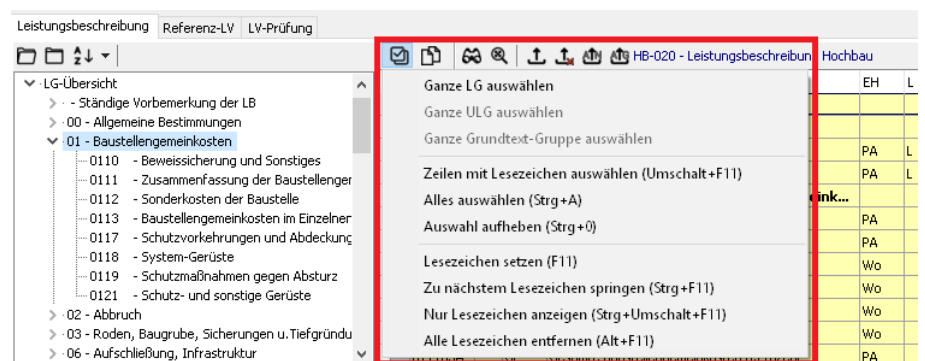 Leistungsbeschreibung Referenz-LV LV-Prüfung
HB-020 - Leistungsbeschreibun Hochbau
LG-Übersicht
- Ständige Vorbemerkung der LB
00 - Allgemeine Bestimmungen
01 - Baustellengemeinkosten
0110 - Beweissicherung und Sonstiges
0111 - Zusammenfassung der Baustellenger
0112 - Sonderkosten der Baustelle
0113 - Baustellengemeinkosten im Einzelner
0117 - Schutzvorkehrungen und Abdeckung
0118 - System-Gerüste
0119 - Schutzmaßnahmen gegen Absturz
0121 - Schutz- und sonstige Gerüste
02 - Abbruch
03 - Roden, Baugrube, Sicherungen u.Tiefgründu
06 - Aufschließung, Infrastruktur
Ganze LG auswählen
Ganze ULG auswählen
Ganze Grundtext-Gruppe auswählen
Zeilen mit Lesezeichen auswählen (Umschalt+F11)
Alles auswählen (Strg+A)
Auswahl aufheben (Strg+0)
Lesezeichen setzen (F11)
Zu nächstem Lesezeichen springen (Strg+F11)
Nur Lesezeichen anzeigen (Strg+Umschalt+F11)
Alle Lesezeichen entfernen (Alt+F11)
EH L
PA L
PA L
eink...
PA
PA
Wo
Wo
Wo
Wo
PA